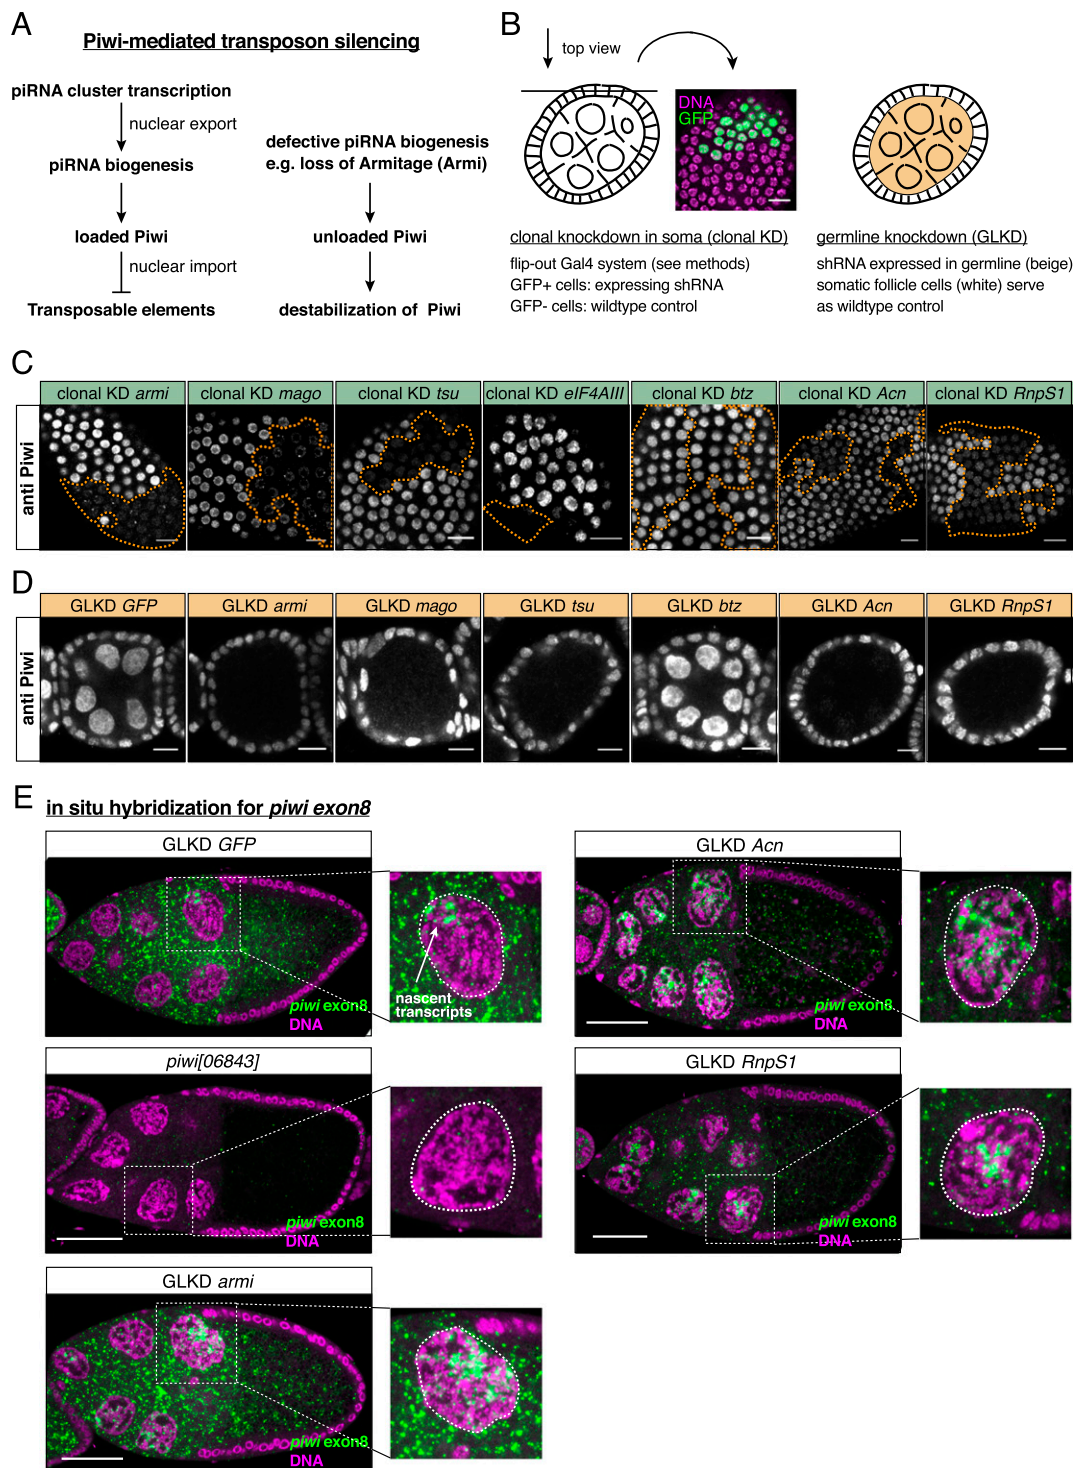 A
Piwi-mediated transposon silencing
piRNA cluster transcription
nuclear export
piRNA biogenesis
loaded Piwi
nuclear import
Transposable elements
defective piRNA biogenesis
e.g. loss of Armitage (Armi)
unloaded Piwi
destabilization of Piwi
B
top view
DNA
GFP
clonal knockdown in soma (clonal KD)
flip-out Gal4 system (see methods)
GFP+ cells: expressing shRNA
GFP- cells: wildtype control
germline knockdown (GLKD)
shRNA expressed in germline (beige)
somatic follicle cells (white) serve
as wildtype control
C
clonal KD armi
clonal KD mago
clonal KD tsu
clonal KD eIF4AIII
clonal KD btz
clonal KD Acn
clonal KD RnpS1
anti Piwi
D
GLKD GFP
GLKD armi
GLKD mago
GLKD tsu
GLKD btz
GLKD Acn
GLKD RnpS1
anti Piwi
E
in situ hybridization for piwi exon8
GLKD GFP
piwi exon8
DNA
nascent
transcripts
GLKD Acn
piwi exon8
DNA
piwi[06843]
piwi exon8
DNA
GLKD RnpS1
piwi exon8
DNA
GLKD armi
piwi exon8
DNA